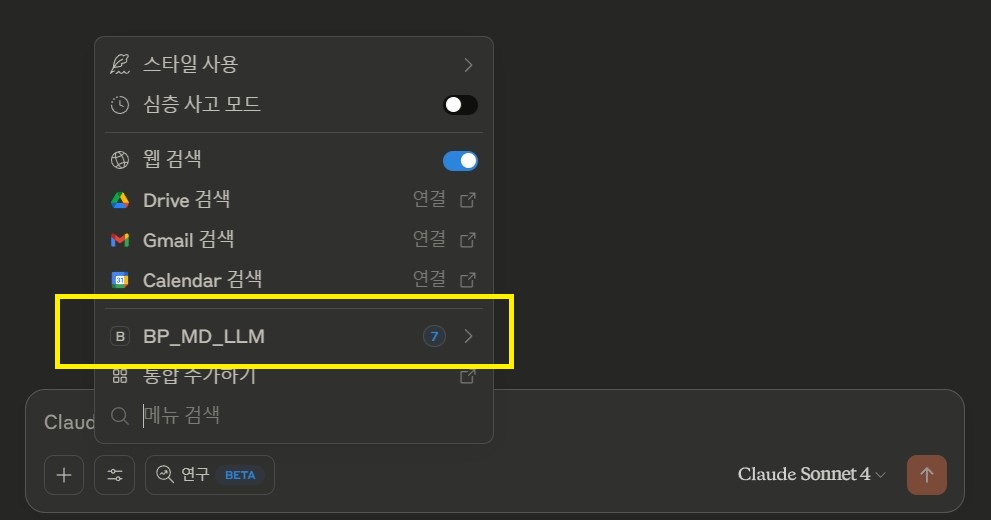 스타일 사용
심층 사고 모드
웹 검색
Drive 검색 연결
Gmail 검색 연결
31
Calendar 검색 연결
B BP_MD_LLM 7
통합 추가하기
메뉴 검색
Claud
연구 BETA
Claude Sonnet 4